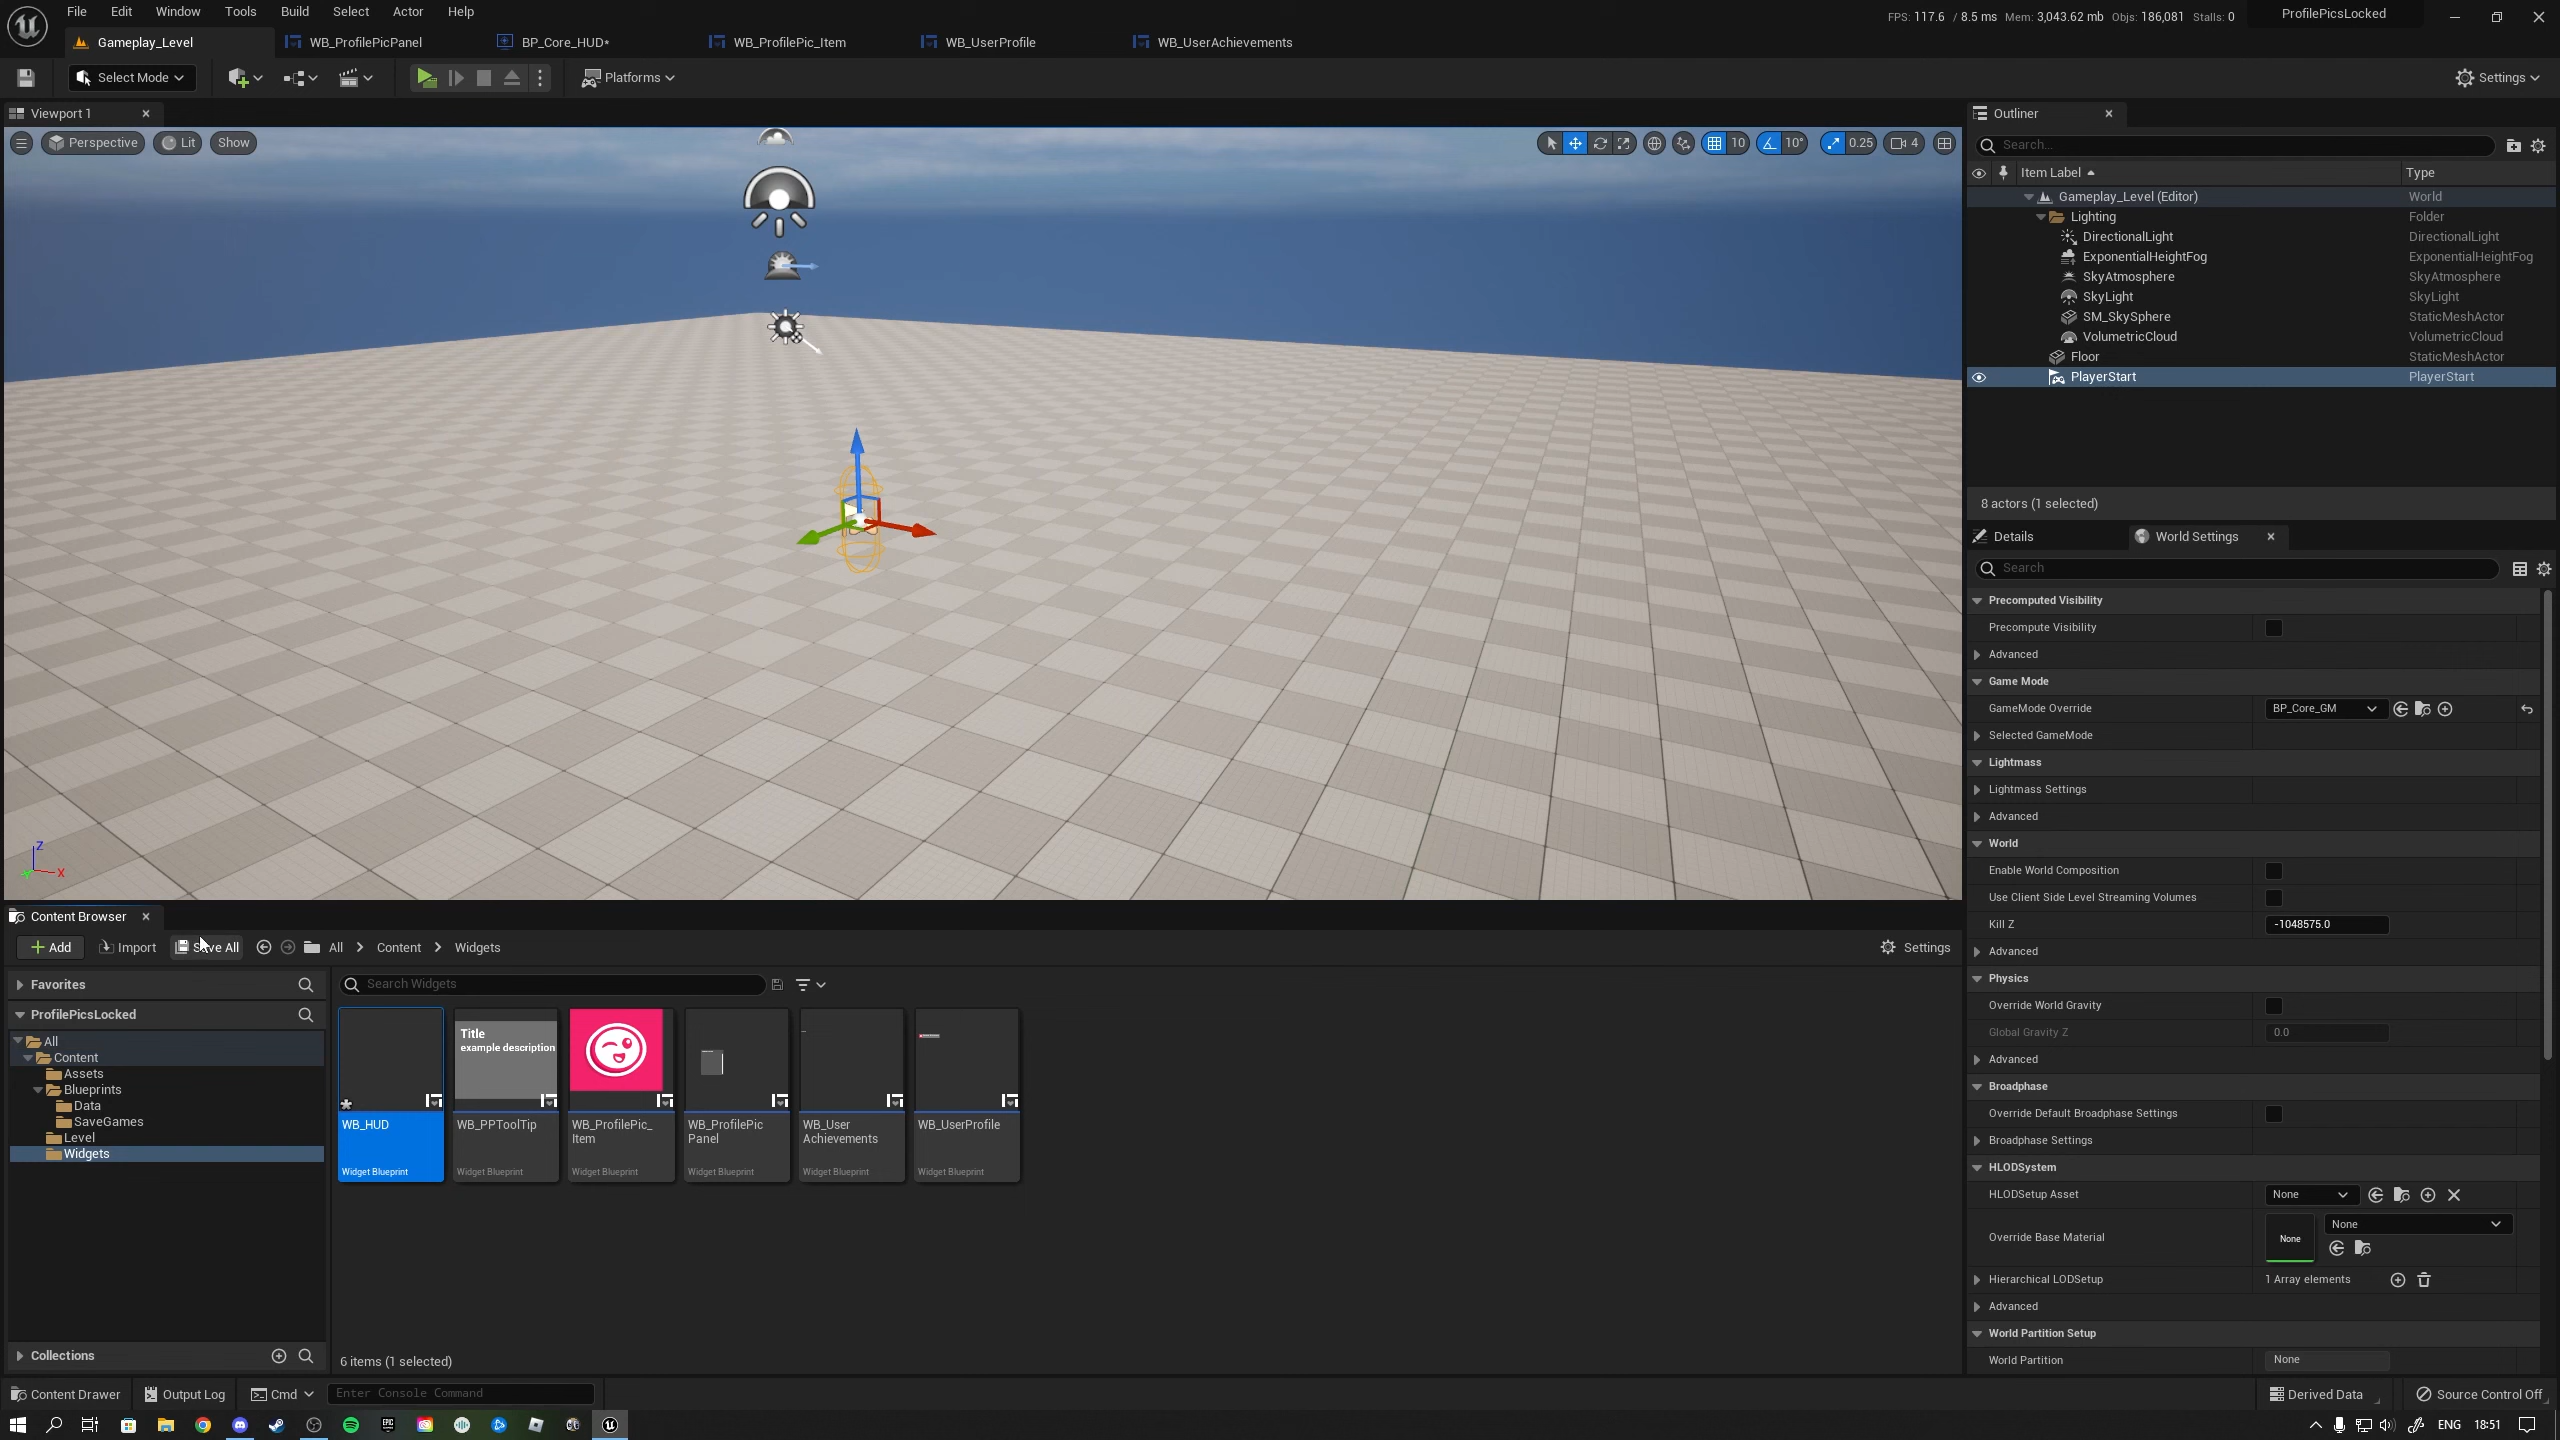 File Edit Window Tools Build Select Actor Help
FPS: 117.6 / 8.5 ms Mem: 3,043.62 mb Objs: 186,081 Stalls: 0
ProfilePicsLocked
Gameplay_Level
WB_ProfilePicPanel
BP_Core_HUD*
WB_ProfilePic_Item
WB_UserProfile
WB_UserAchievements
Select Mode
Platforms
Settings
Viewport 1
Perspective
Lit
Show
10
10°
0.25
4
Outliner
Search...
Item Label
Type
Gameplay_Level (Editor) World
Lighting Folder
DirectionalLight DirectionalLight
ExponentialHeightFog ExponentialHeightFog
SkyAtmosphere SkyAtmosphere
SkyLight SkyLight
SM_SkySphere StaticMeshActor
VolumetricCloud VolumetricCloud
Floor StaticMeshActor
PlayerStart PlayerStart
8 actors (1 selected)
Details
World Settings
Search
Precomputed Visibility
Precompute Visibility
Advanced
Game Mode
GameMode Override BP_Core_GM
Selected GameMode
Lightmass
Lightmass Settings
Advanced
World
Enable World Composition
Use Client Side Level Streaming Volumes
Kill Z -1048575.0
Advanced
Physics
Override World Gravity
Global Gravity Z 0.0
Advanced
Broadphase
Override Default Broadphase Settings
Broadphase Settings
HLODSystem
HLODSetup Asset None
None
Override Base Material None
Hierarchical LODSetup 1 Array elements
Advanced
World Partition Setup
World Partition None
Z
X
Content Browser
Add
Import
Save All
All
Content
Widgets
Settings
Favorites
Search Widgets
ProfilePicsLocked
All
Content
Assets
Blueprints
Data
SaveGames
Level
Widgets
Collections
WB_HUD
Widget Blueprint
Title
example description
WB_PPToolTip
Widget Blueprint
WB_ProfilePic_
Item
Widget Blueprint
WB_ProfilePic
Panel
Widget Blueprint
WB_User
Achievements
Widget Blueprint
WB_UserProfile
Widget Blueprint
6 items (1 selected)
Content Drawer
Output Log
Cmd
Enter Console Command
Derived Data
Source Control Off
ENG
18:51